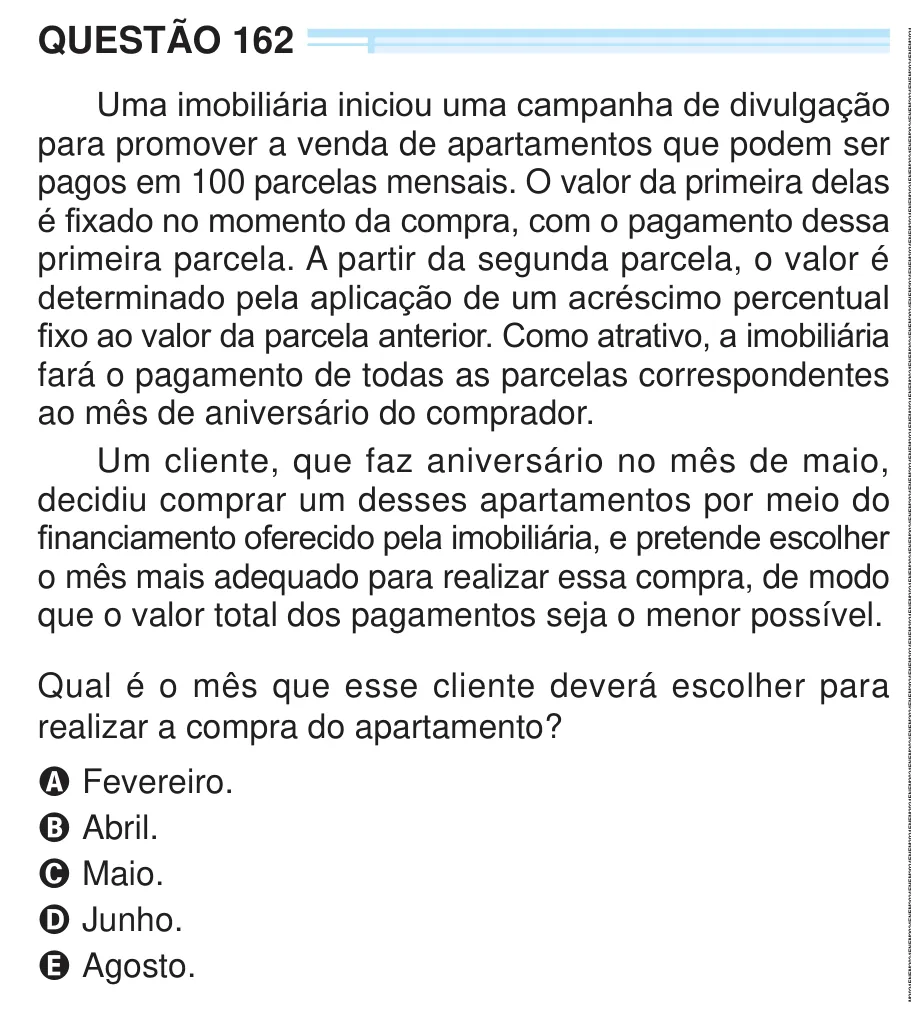 QUESTÃO 162
Uma imobiliária iniciou uma campanha de divulgação
para promover a venda de apartamentos que podem ser
pagos em 100 parcelas mensais. O valor da primeira delas
é fixado no momento da compra, com o pagamento dessa
primeira parcela. A partir da segunda parcela, o valor é
determinado pela aplicação de um acréscimo percentual
fixo ao valor da parcela anterior. Como atrativo, a imobiliária
fará o pagamento de todas as parcelas correspondentes
ao mês de aniversário do comprador.
Um cliente, que faz aniversário no mês de maio,
decidiu comprar um desses apartamentos por meio do
financiamento oferecido pela imobiliária, e pretende escolher
o mês mais adequado para realizar essa compra, de modo
que o valor total dos pagamentos seja o menor possível.
Qual é o mês que esse cliente deverá escolher para
realizar a compra do apartamento?
A Fevereiro.
B Abril.
C Maio.
D Junho.
E Agosto.